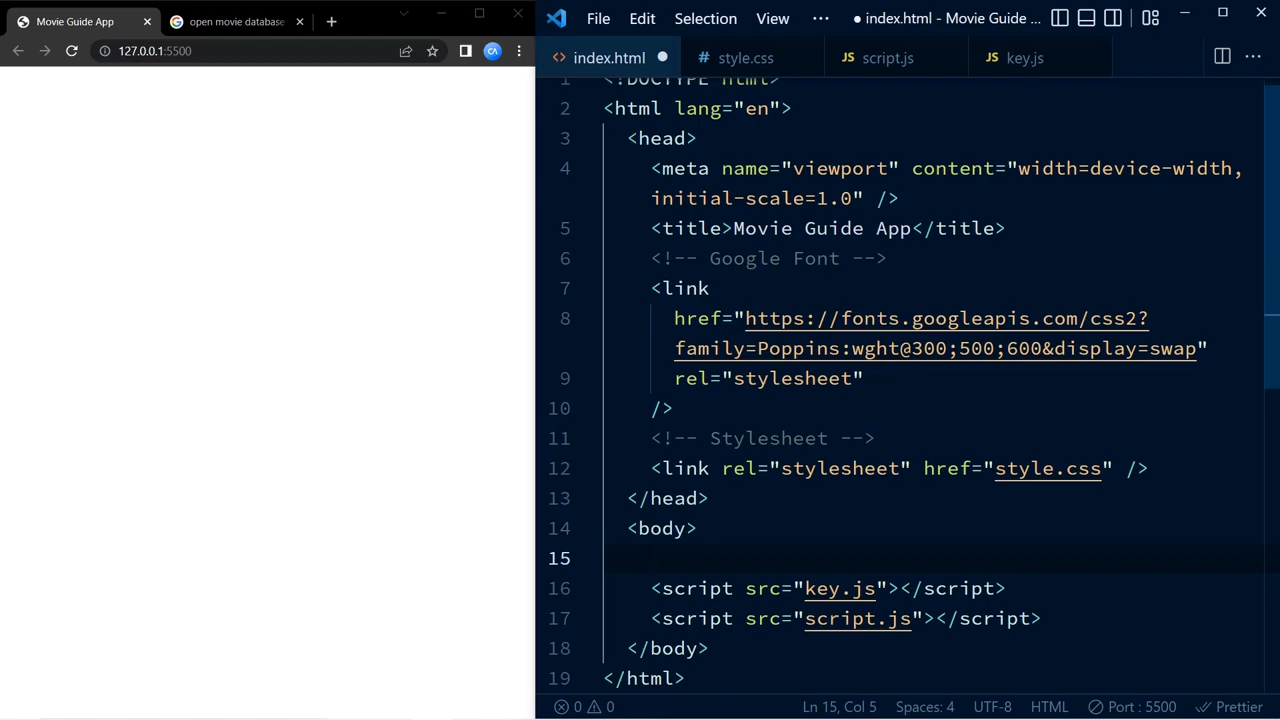 Movie Guide App
open movie database
127.0.0.1:5500
File Edit Selection View ··· ● index.html - Movie Guide ...
<> index.html ●
# style.css
JS script.js
JS key.js
1 <!DOCTYPE html>
2 <html lang="en">
3 <head>
4 <meta name="viewport" content="width=device-width,
initial-scale=1.0" />
5 <title>Movie Guide App</title>
6 <!-- Google Font -->
7 <link
8 href="https://fonts.googleapis.com/css2?
family=Poppins:wght@300;500;600&display=swap"
9 rel="stylesheet"
10 />
11 <!-- Stylesheet -->
12 <link rel="stylesheet" href="style.css" />
13 </head>
14 <body>
15
16 <script src="key.js"></script>
17 <script src="script.js"></script>
18 </body>
19 </html>
0 0 Ln 15, Col 5 Spaces: 4 UTF-8 HTML Port : 5500 Prettier